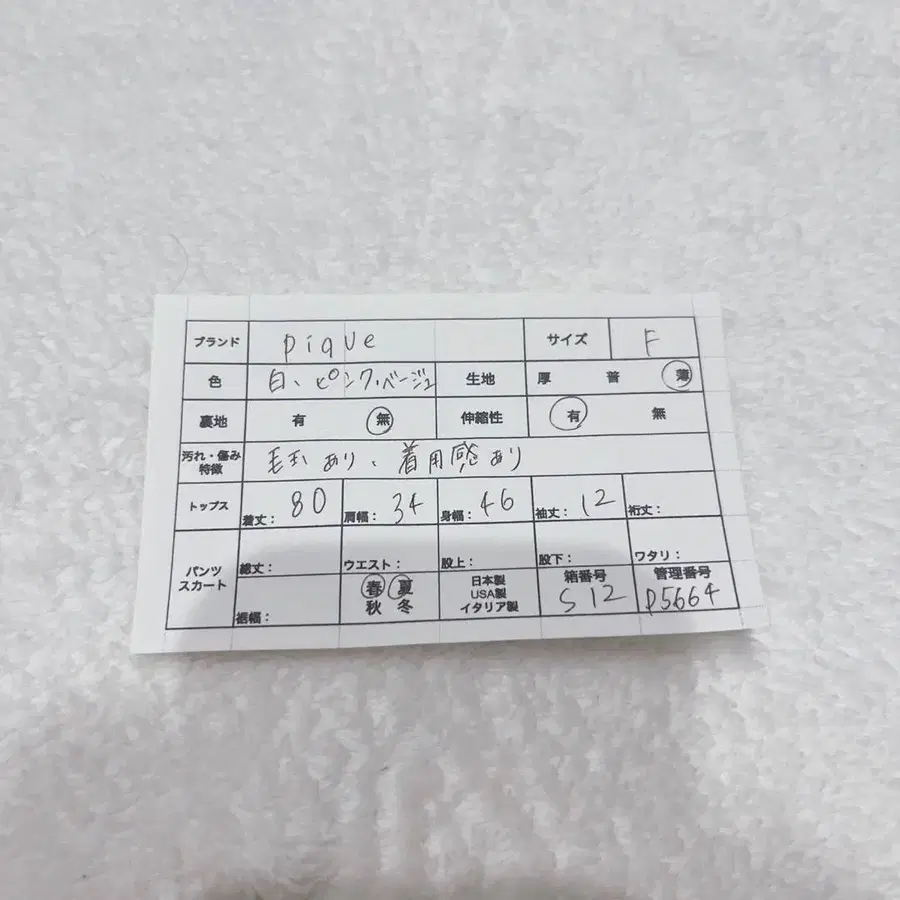 ブランド pique サイズ F
色 白、ピンク、ベージュ 生地 厚 普 薄
裏地 有 無 伸縮性 有 無
汚れ・傷み 特徴 毛玉あり、着用感あり
トップス 着丈： 80 肩幅： 34 身幅： 46 袖丈： 12 裄丈：
パンツ スカート 総丈： ウエスト： 股上： 股下： ワタリ：
裾幅： 春 夏 秋 冬 日本製 USA製 イタリア製 箱番号 S 12 管理番号 P5664